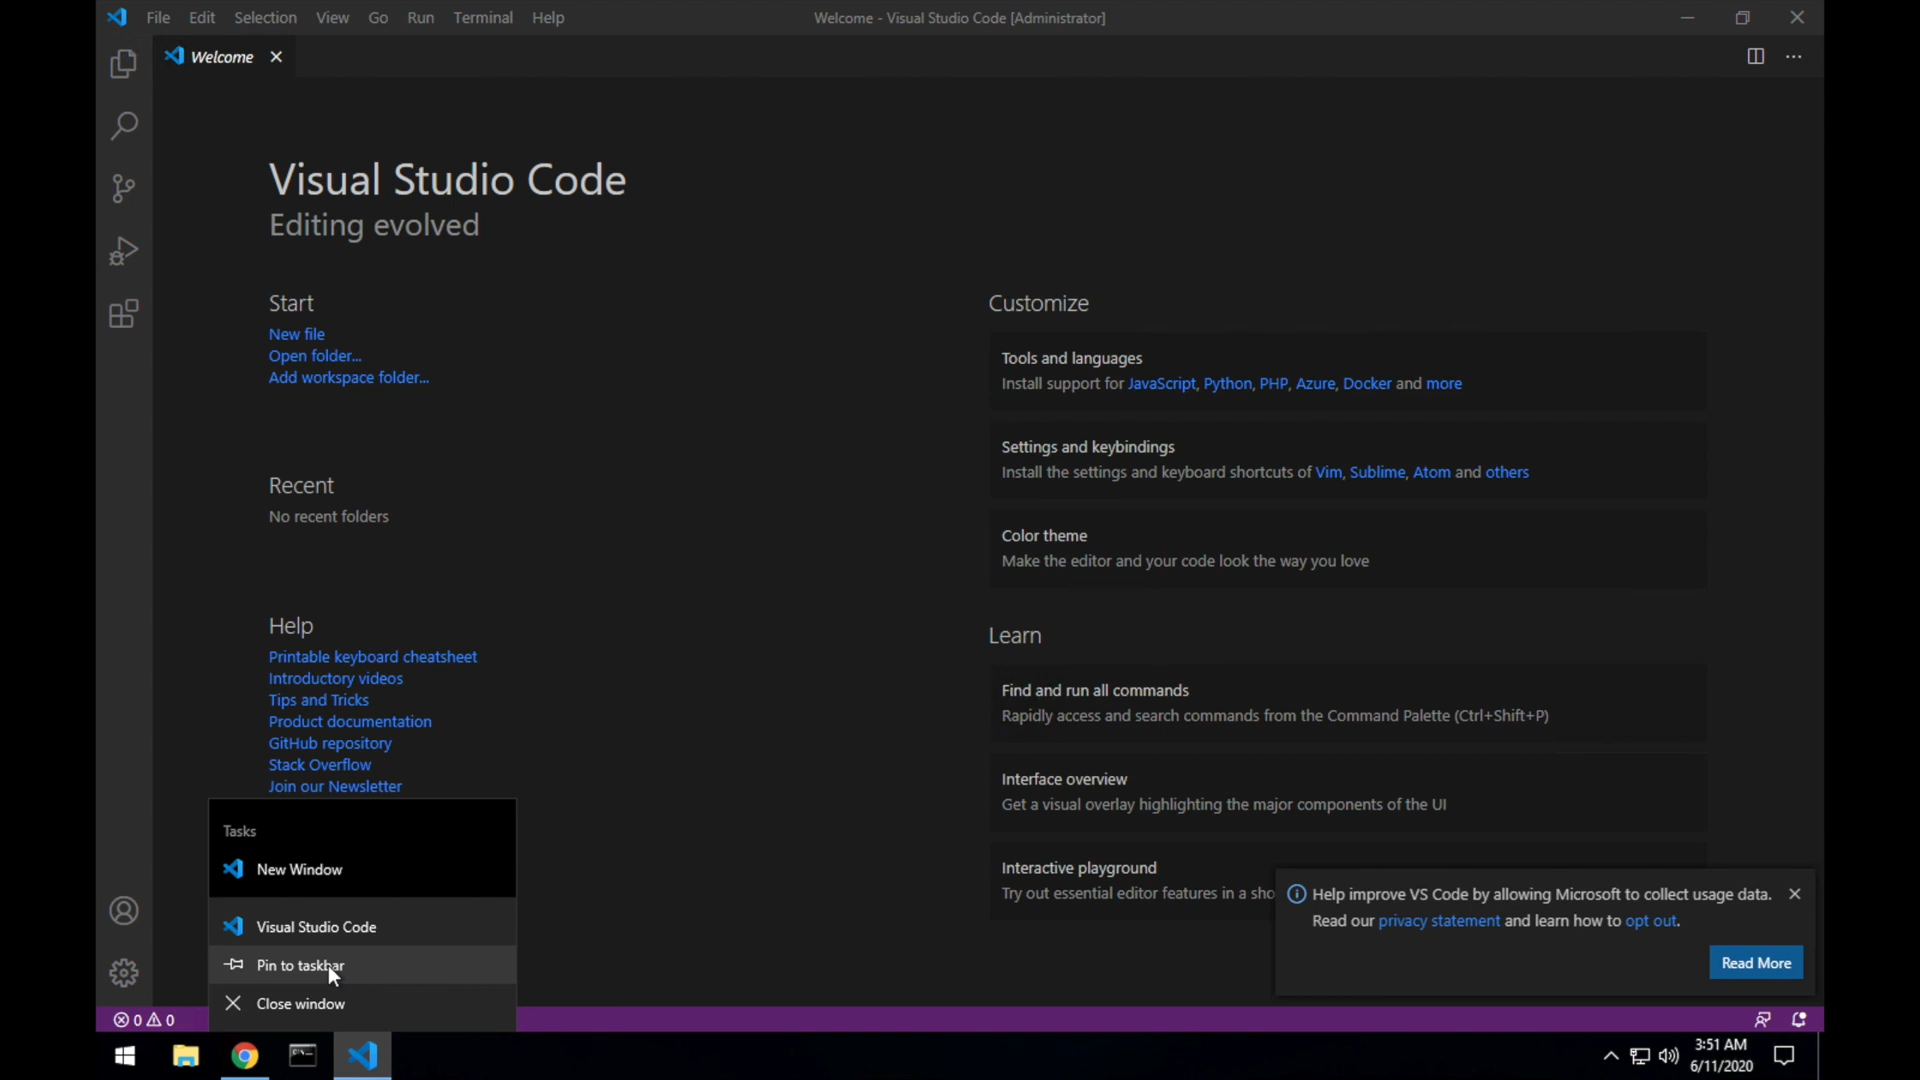 File Edit Selection View Go Run Terminal Help
Welcome - Visual Studio Code [Administrator]
Welcome
Visual Studio Code
Editing evolved
Start
New file
Open folder...
Add workspace folder...
Recent
No recent folders
Help
Printable keyboard cheatsheet
Introductory videos
Tips and Tricks
Product documentation
GitHub repository
Stack Overflow
Join our Newsletter
Customize
Tools and languages
Install support for JavaScript, Python, PHP, Azure, Docker and more
Settings and keybindings
Install the settings and keyboard shortcuts of Vim, Sublime, Atom and others
Color theme
Make the editor and your code look the way you love
Learn
Find and run all commands
Rapidly access and search commands from the Command Palette (Ctrl+Shift+P)
Interface overview
Get a visual overlay highlighting the major components of the UI
Interactive playground
Try out essential editor features in a sho
Help improve VS Code by allowing Microsoft to collect usage data.
Read our privacy statement and learn how to opt out.
Read More
Tasks
New Window
Visual Studio Code
Pin to taskbar
Close window
0 0
3:51 AM
6/11/2020